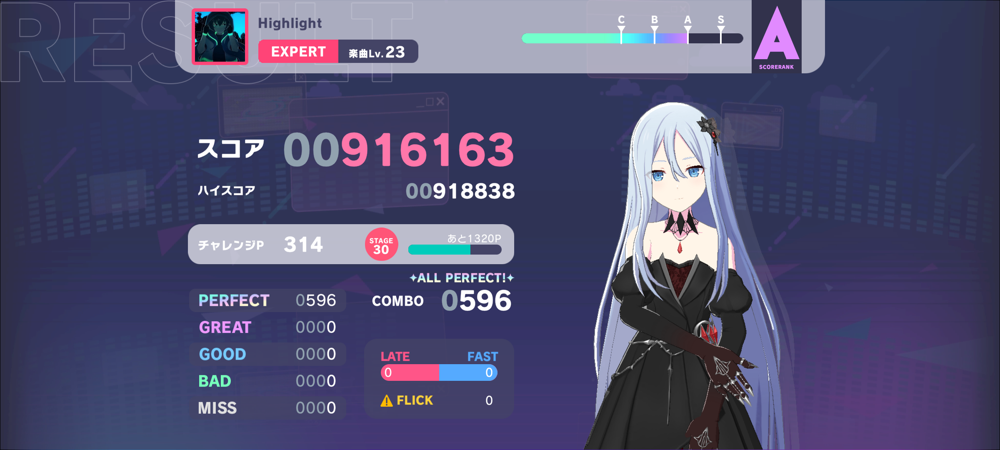 RESULT
Highlight
EXPERT 楽曲Lv.23
C B A S
A
SCORERANK
スコア 00916163
ハイスコア 00918838
チャレンジP 314 STAGE 30 あと1320P
ALL PERFECT!
COMBO 0596
PERFECT 0596
GREAT 0000
GOOD 0000
BAD 0000
MISS 0000
LATE FAST
0 0
FLICK 0